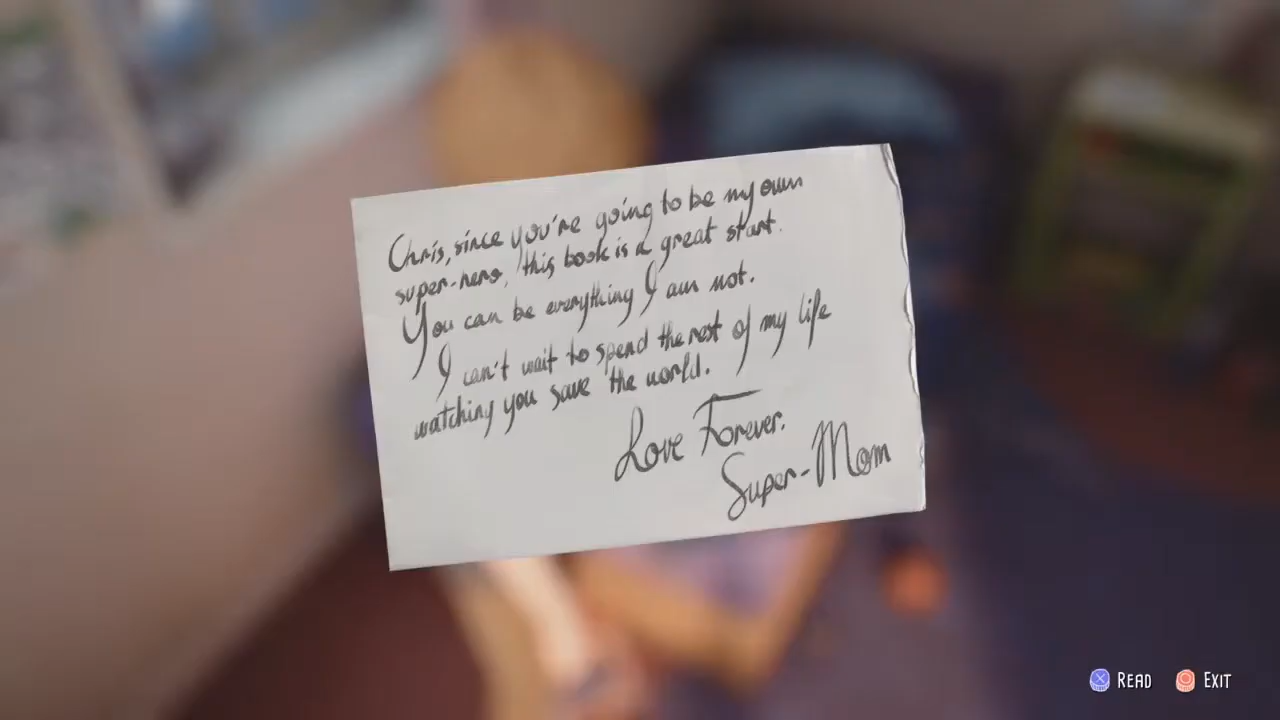 Chris, since you're going to be my own
super-hero, this book is a great start.
You can be everything I am not.
I can't wait to spend the rest of my life
watching you save the world.
Love Forever.
Super-Mom
READ
EXIT